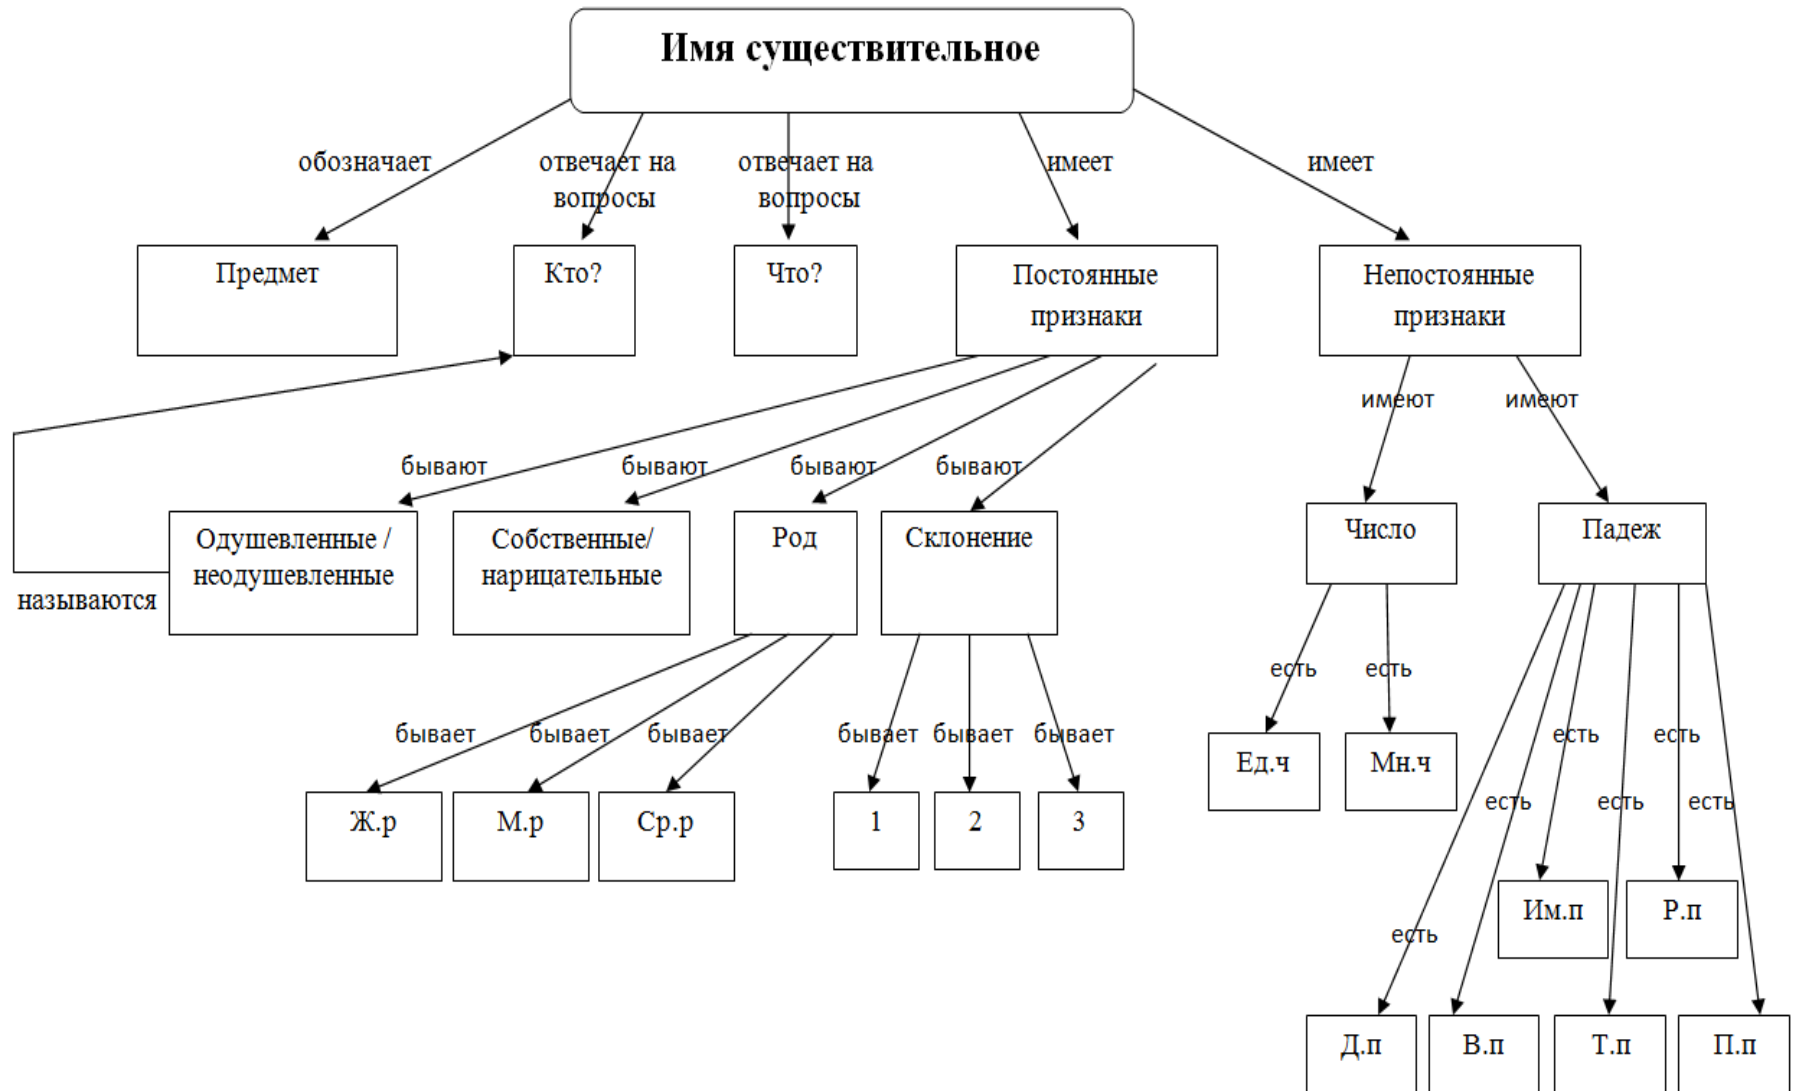 Имя существительное
обозначает
отвечает на
вопросы
отвечает на
вопросы
имеет
имеет
Предмет
Кто?
Что?
Постоянные
признаки
Непостоянные
признаки
имеют
имеют
бывают
бывают
бывают
бывают
Одушевленные /
неодушевленные
Собственные/
нарицательные
Род
Склонение
Число
Падеж
называются
есть
есть
бывает
бывает
бывает
бывает
бывает
бывает
есть
есть
Ед.ч
Мн.ч
есть
есть
есть
Ж.р
М.р
Ср.р
1
2
3
Им.п
Р.п
есть
Д.п
В.п
Т.п
П.п